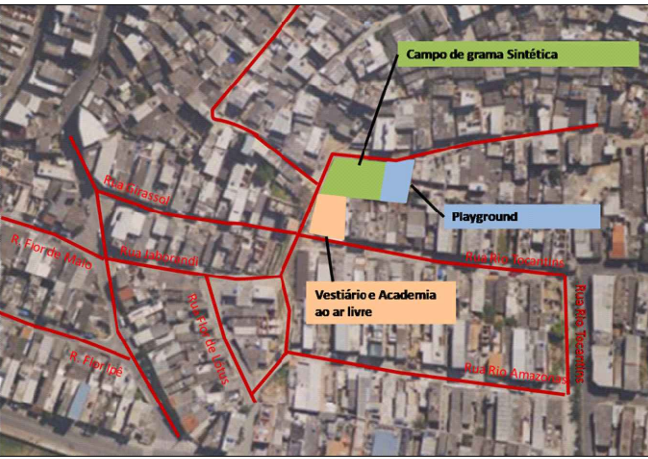 Campo de grama Sintética
Rua Girassol
Playground
R. Flor de Maio
Rua Jaborandi
Rua Rio Tocantins
Rua Rio Tocantins
Vestiário e Academia
ao ar livre
Rua Flor de Lotus
R. Flor Ipê
Rua Rio Amazonas